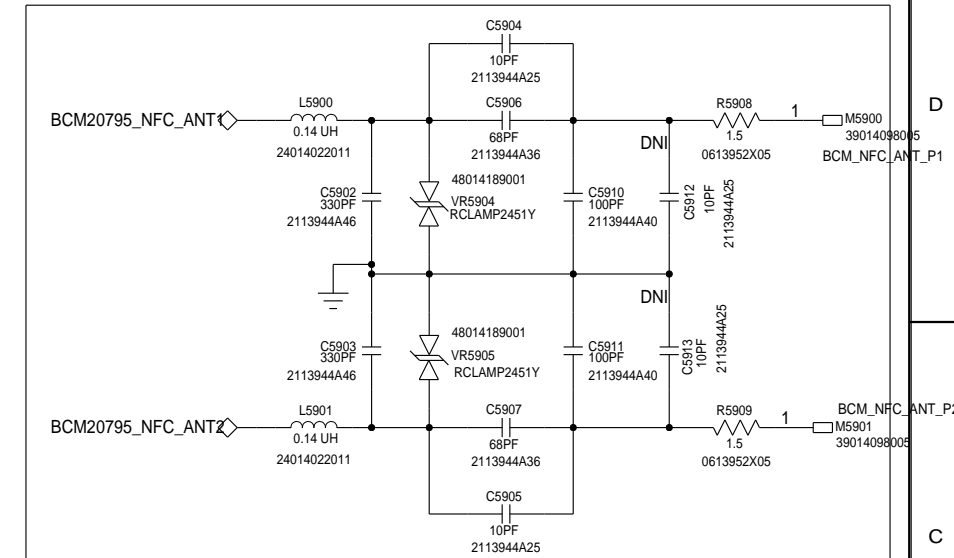 C5904
10PF
2113944A25
BCM20795_NFC_ANT1
L5900
0.14 UH
24014022011
C5906
68PF
2113944A36
R5908
1.5
0613952X05
1
M5900
39014098005
BCM_NFC_ANT_P1
D
DNI
C5902
330PF
2113944A46
48014189001
VR5904
RCLAMP2451Y
C5910
100PF
2113944A40
C5912
10PF
2113944A25
DNI
C5903
330PF
2113944A46
48014189001
VR5905
RCLAMP2451Y
C5911
100PF
2113944A40
C5913
10PF
2113944A25
BCM20795_NFC_ANT2
L5901
0.14 UH
24014022011
C5907
68PF
2113944A36
R5909
1.5
0613952X05
1
BCM_NFC_ANT_P2
M5901
39014098005
C5905
10PF
2113944A25
C